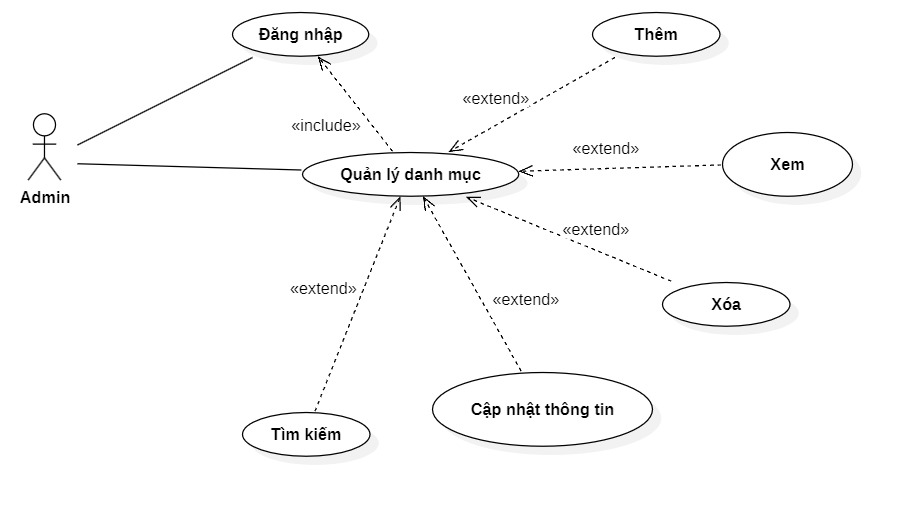 Đăng nhập
Thêm
«extend»
«include»
«extend»
Xem
Quản lý danh mục
Admin
«extend»
«extend»
«extend»
Xóa
Cập nhật thông tin
Tìm kiếm